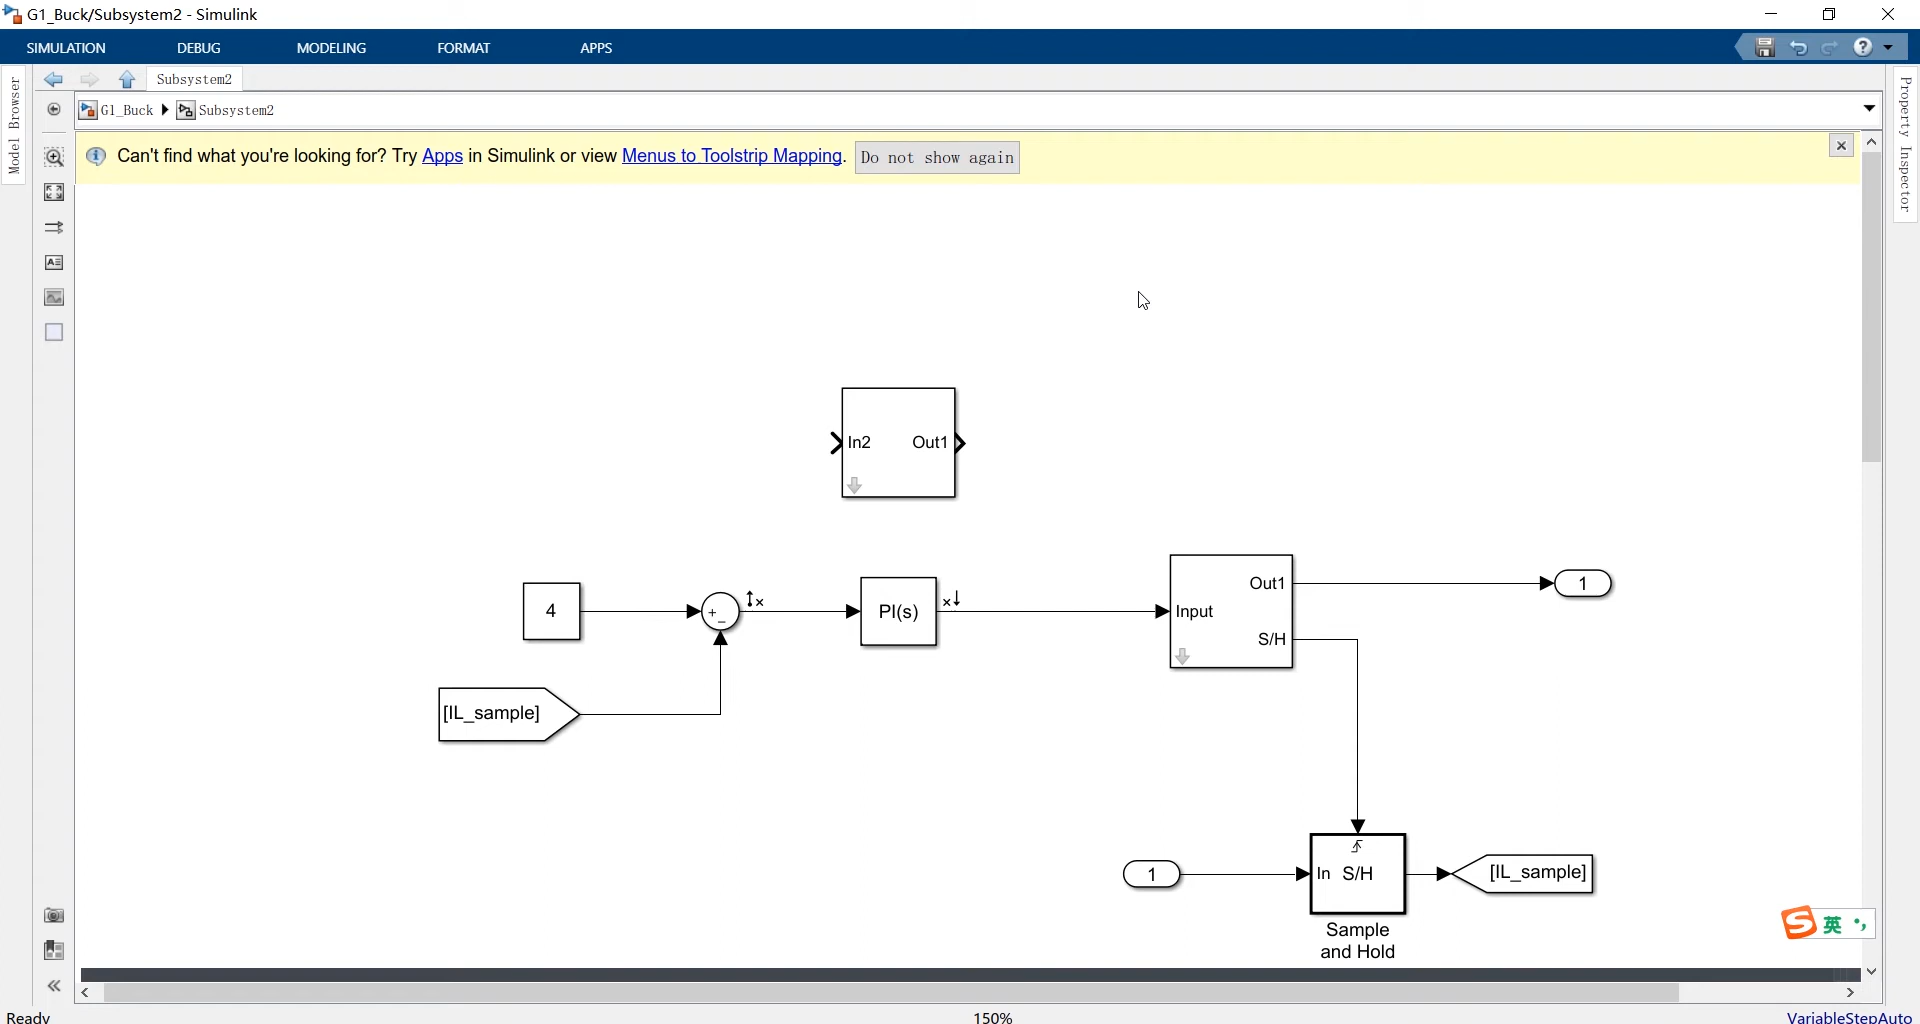 G1_Buck/Subsystem2 - Simulink
SIMULATION DEBUG MODELING FORMAT APPS
Subsystem2
G1_Buck Subsystem2
Model Browser
Property Inspector
Can't find what you're looking for? Try Apps in Simulink or view Menus to Toolstrip Mapping. Do not show again
In2 Out1
4
+
−
PI(s)
Input
Out1
S/H
1
[IL_sample]
1
In S/H
[IL_sample]
Sample
and Hold
英
Ready 150% VariableStepAuto